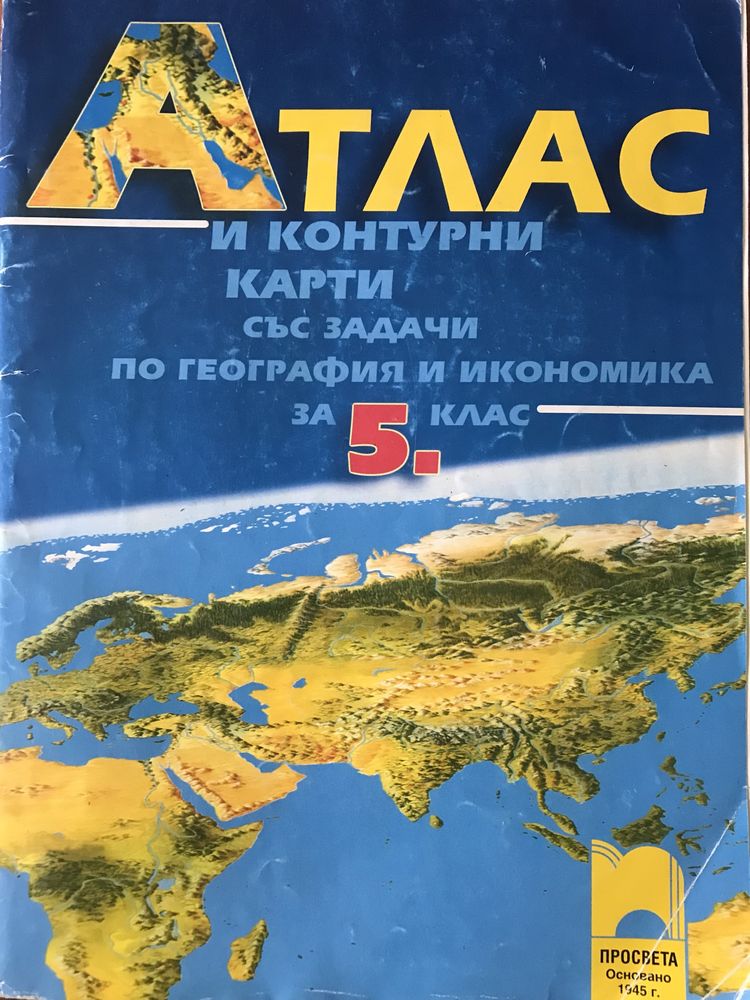 АТЛАС
И КОНТУРНИ
КАРТИ
СЪС ЗАДАЧИ
ПО ГЕОГРАФИЯ И ИКОНОМИКА
ЗА 5. КЛАС
ПРОСВЕТА
Основано
1945 г.